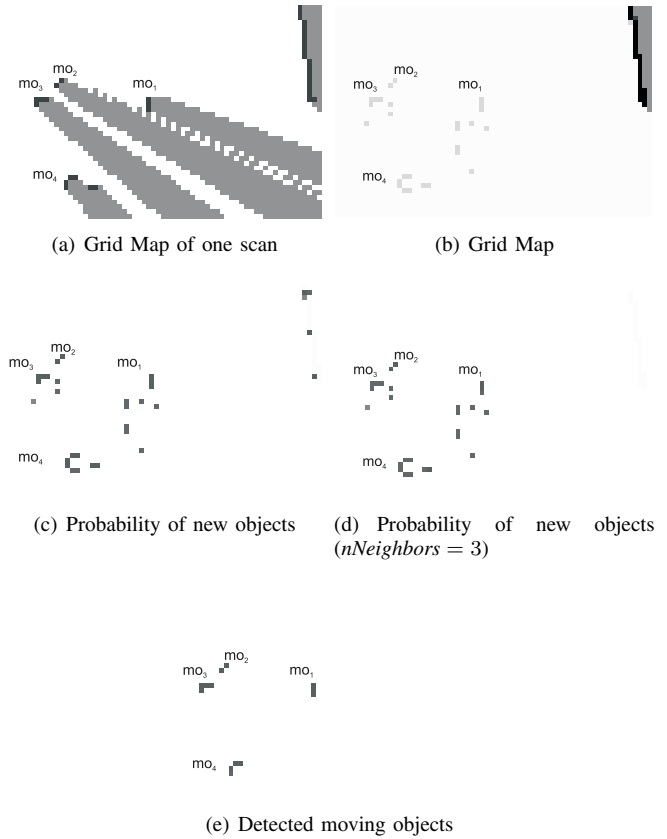 mo2
mo3
mo1
mo4
mo2
mo3
mo1
mo4
(a) Grid Map of one scan
(b) Grid Map
mo2
mo3
mo1
mo4
mo2
mo3
mo1
mo4
(c) Probability of new objects
(d) Probability of new objects
(nNeighbors = 3)
mo2
mo3
mo1
mo4
(e) Detected moving objects